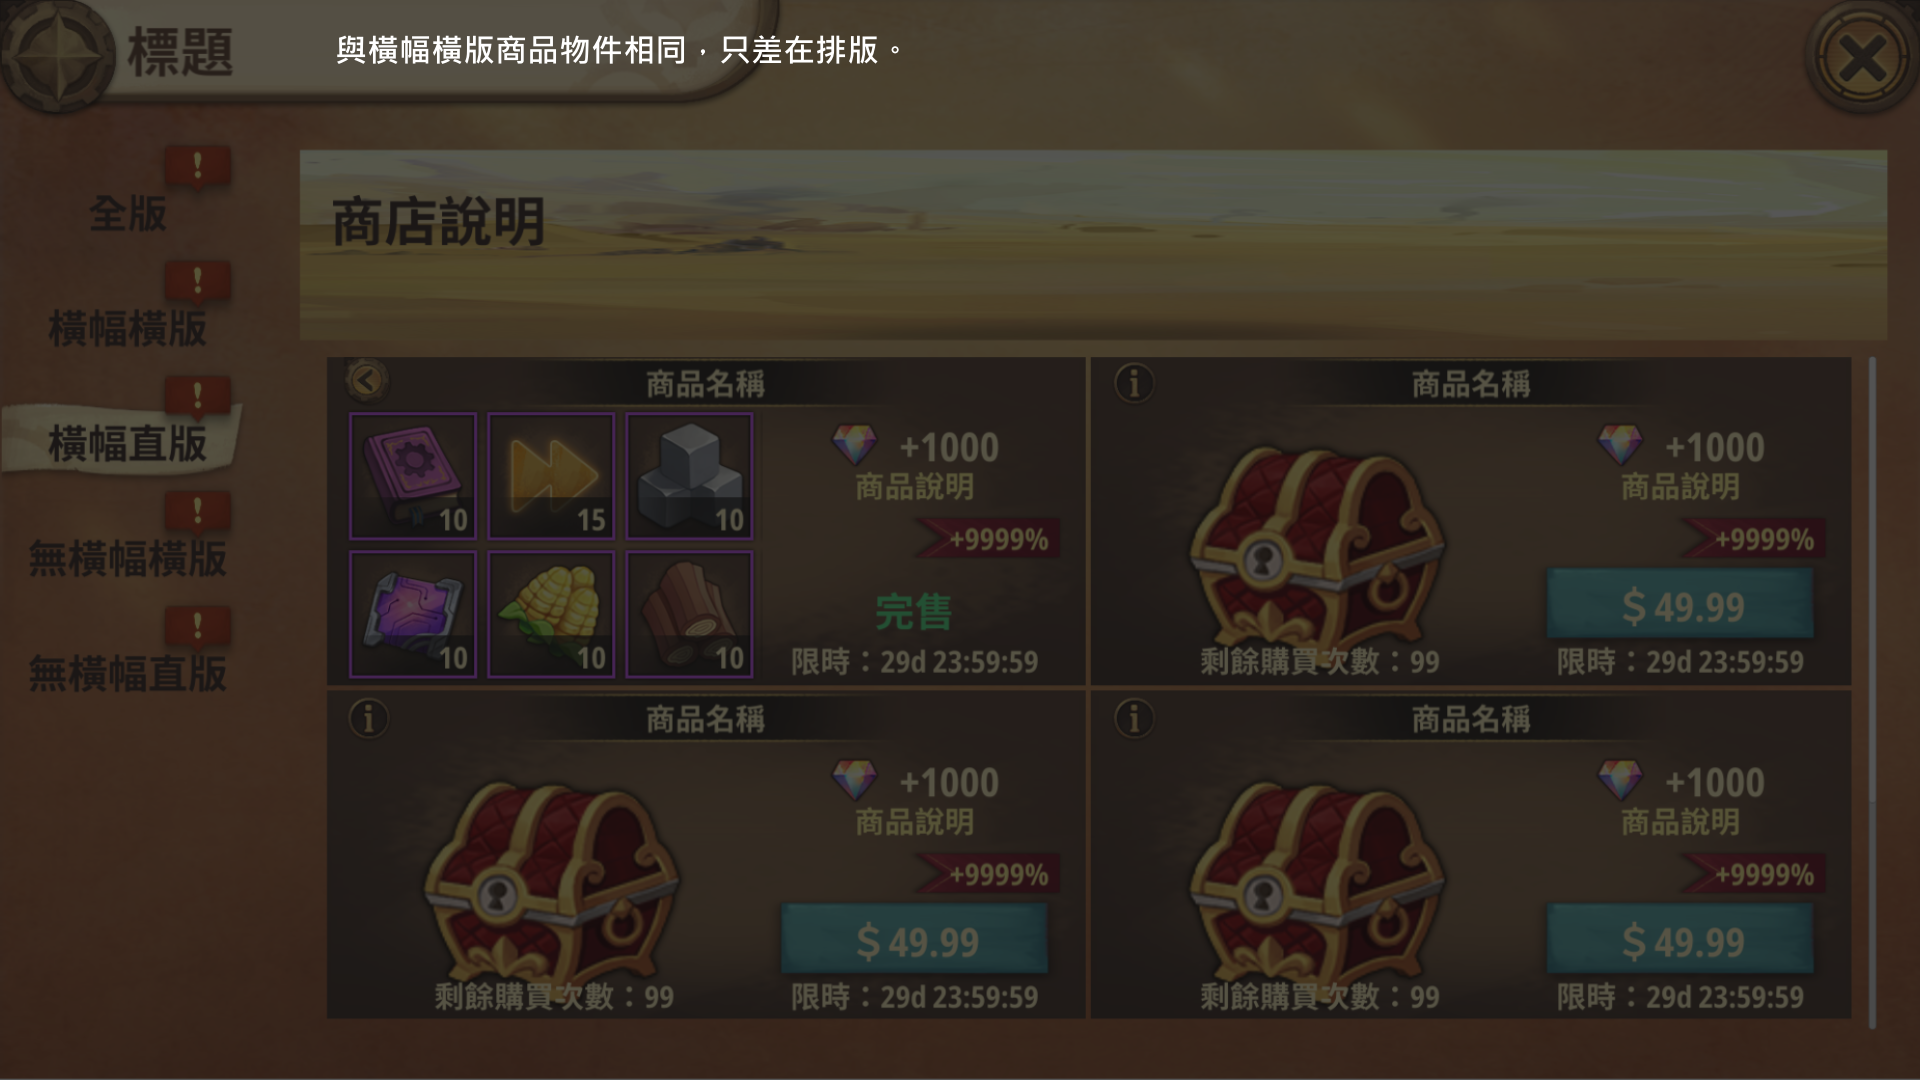 標題
與橫幅橫版商品物件相同，只差在排版。
!
全版
!
橫幅橫版
!
橫幅直版
!
無橫幅橫版
!
無橫幅直版
商店說明
商品名稱
10
15
10
10
10
10
+1000
商品說明
+9999%
完售
限時：29d 23:59:59
i
商品名稱
+1000
商品說明
+9999%
$ 49.99
剩餘購買次數：99
限時：29d 23:59:59
i
商品名稱
+1000
商品說明
+9999%
$ 49.99
剩餘購買次數：99
限時：29d 23:59:59
i
商品名稱
+1000
商品說明
+9999%
$ 49.99
剩餘購買次數：99
限時：29d 23:59:59